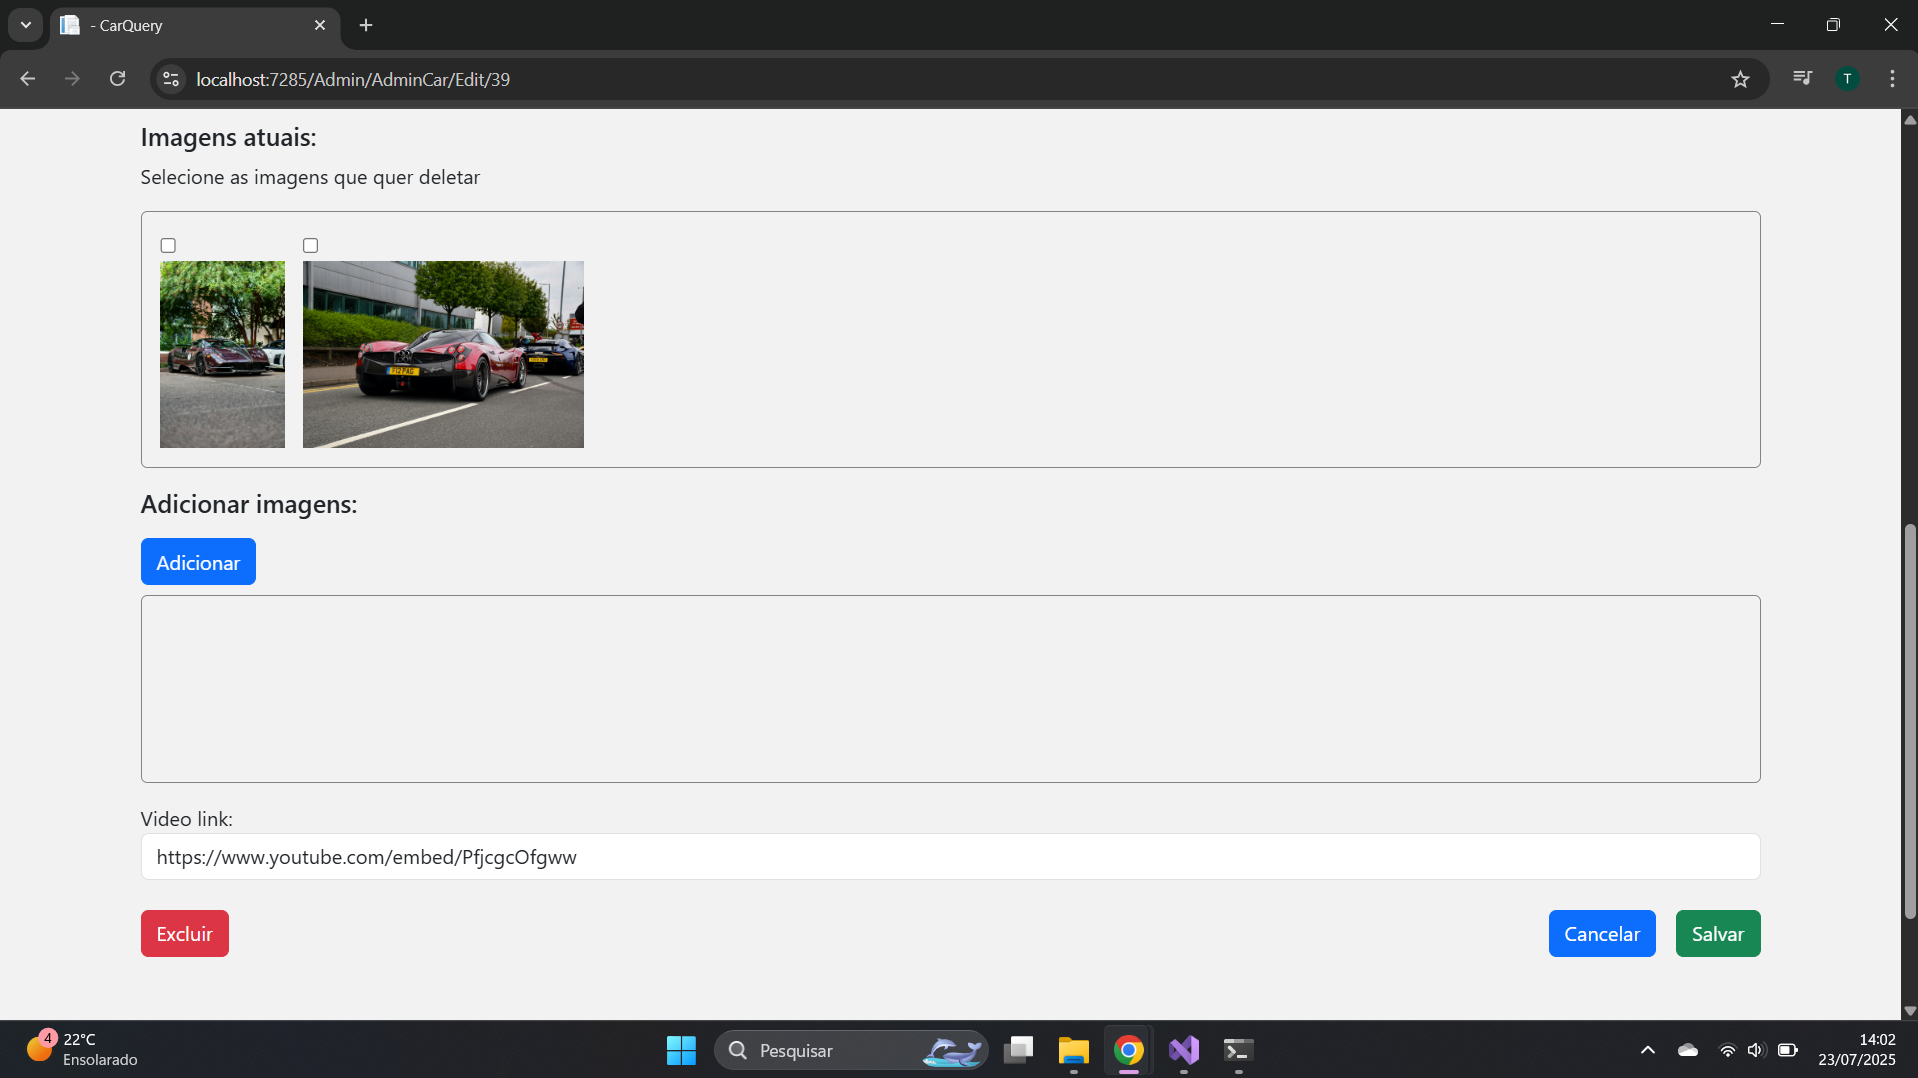 - CarQuery
localhost:7285/Admin/AdminCar/Edit/39
T
Imagens atuais:
Selecione as imagens que quer deletar
F12 PAG
Adicionar imagens:
Adicionar
Video link:
https://www.youtube.com/embed/PfjcgcOfgww
Excluir
Cancelar
Salvar
4
22°C
Ensolarado
Pesquisar
14:02
23/07/2025